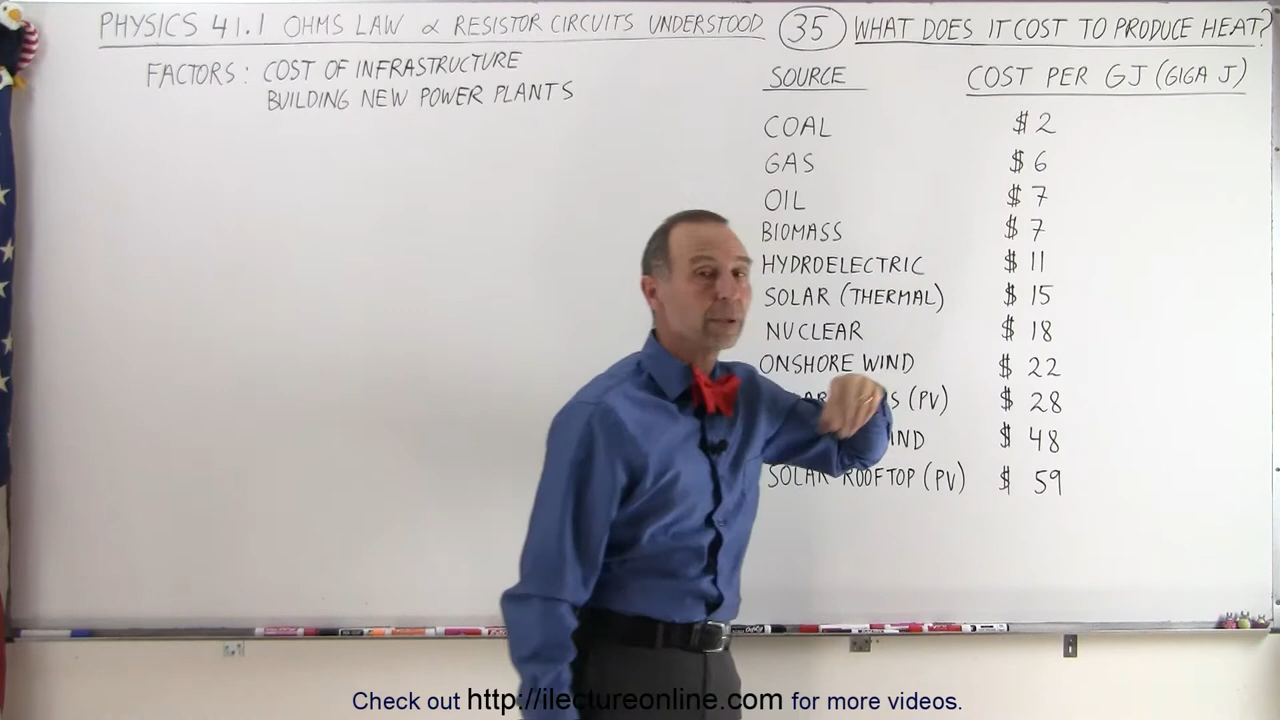 PHYSICS 41.1 OHMS LAW & RESISTOR CIRCUITS UNDERSTOOD 35 WHAT DOES IT COST TO PRODUCE HEAT?
FACTORS: COST OF INFRASTRUCTURE
BUILDING NEW POWER PLANTS
SOURCE COST PER GJ (GIGA J)
COAL $ 2
GAS $ 6
OIL $ 7
BIOMASS $ 7
HYDROELECTRIC $ 11
SOLAR (THERMAL) $ 15
NUCLEAR $ 18
ONSHORE WIND $ 22
(PV) $ 28
$ 48
SOLAR ROOFTOP (PV) $ 59
Check out http://ilectureonline.com for more videos.